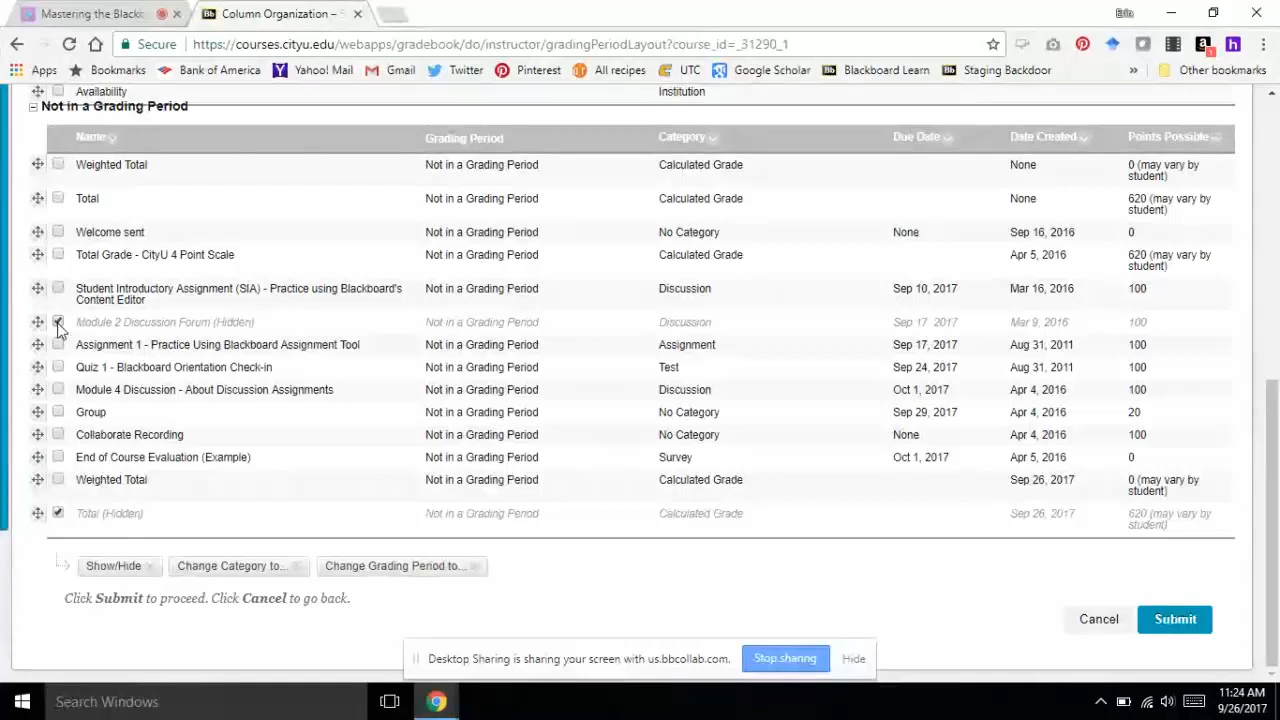 Mastering the Blackb
Column Organization –
Erin
Secure
https://courses.cityu.edu/webapps/gradebook/do/instructor/gradingPeriodLayout?course_id=_31290_1
Apps
Bookmarks
Bank of America
Yahoo! Mail
Gmail
Twitter
Pinterest
All recipes
UTC
Google Scholar
Blackboard Learn
Staging Backdoor
»
Other bookmarks
Availability Institution
Not in a Grading Period
Name Grading Period Category Due Date Date Created Points Possible
Weighted Total Not in a Grading Period Calculated Grade None 0 (may vary by
student)
Total Not in a Grading Period Calculated Grade None 620 (may vary by
student)
Welcome sent Not in a Grading Period No Category None Sep 16, 2016 0
Total Grade - CityU 4 Point Scale Not in a Grading Period Calculated Grade Apr 5, 2016 620 (may vary by
student)
Student Introductory Assignment (SIA) - Practice using Blackboard's Not in a Grading Period Discussion Sep 10, 2017 Mar 16, 2016 100
Content Editor
Module 2 Discussion Forum (Hidden) Not in a Grading Period Discussion Sep 17, 2017 Mar 9, 2016 100
Assignment 1 - Practice Using Blackboard Assignment Tool Not in a Grading Period Assignment Sep 17, 2017 Aug 31, 2011 100
Quiz 1 - Blackboard Orientation Check-in Not in a Grading Period Test Sep 24, 2017 Aug 31, 2011 100
Module 4 Discussion - About Discussion Assignments Not in a Grading Period Discussion Oct 1, 2017 Apr 4, 2016 100
Group Not in a Grading Period No Category Sep 29, 2017 Apr 4, 2016 20
Collaborate Recording Not in a Grading Period No Category None Apr 4, 2016 100
End of Course Evaluation (Example) Not in a Grading Period Survey Oct 1, 2017 Apr 5, 2016 0
Weighted Total Not in a Grading Period Calculated Grade Sep 26, 2017 0 (may vary by
student)
Total (Hidden) Not in a Grading Period Calculated Grade Sep 26, 2017 620 (may vary by
student)
Show/Hide
Change Category to...
Change Grading Period to...
Click Submit to proceed. Click Cancel to go back.
Cancel
Submit
Desktop Sharing is sharing your screen with us.bbcollab.com.
Stop sharing
Hide
Search Windows
11:24 AM
9/26/2017